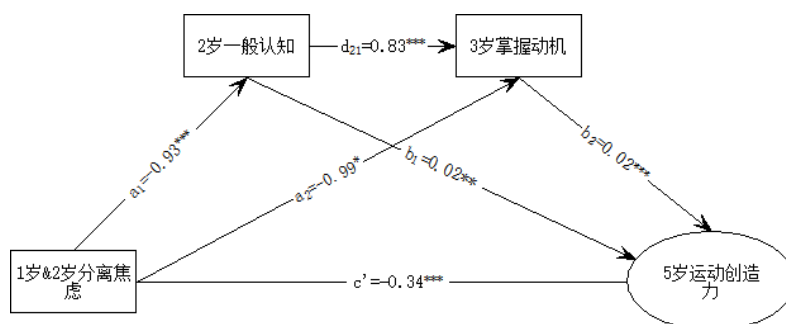 2岁一般认知
d₂₁=0.83***
3岁掌握动机
a₁=-0.93***
a₂=-0.99*
b₁=0.02**
b₂=0.02***
1岁&2岁分离焦
虑
c'=-0.34***
5岁运动创造
力